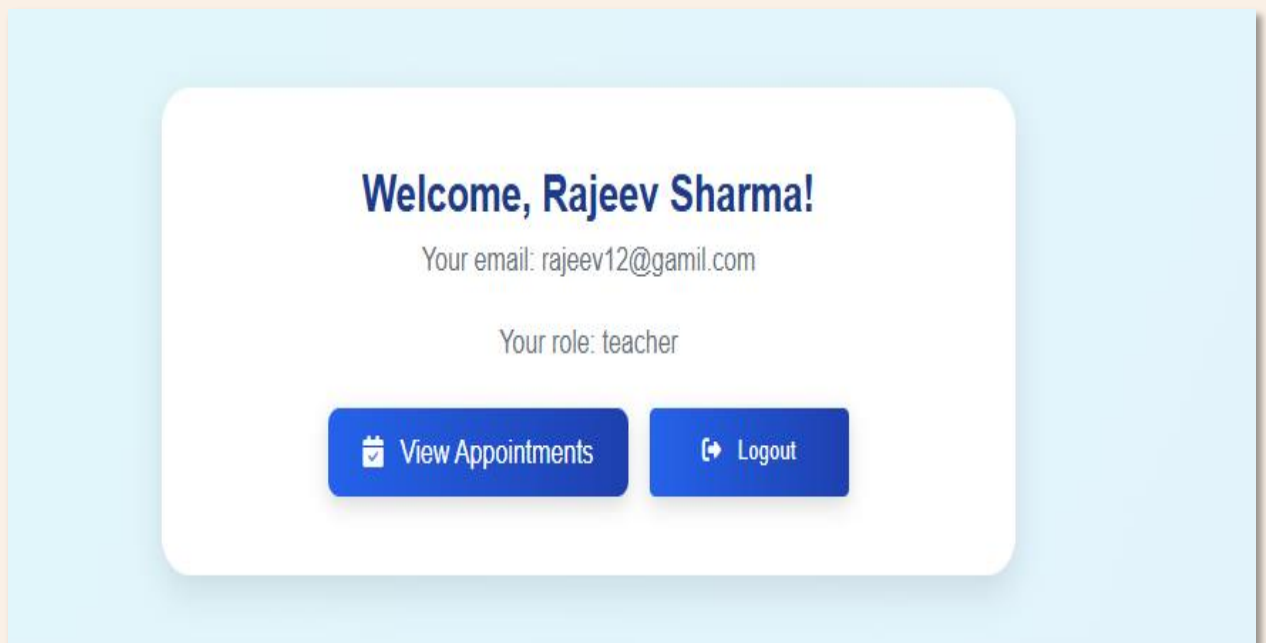 Welcome, Rajeev Sharma!
Your email: rajeev12@gamil.com
Your role: teacher
View Appointments
Logout